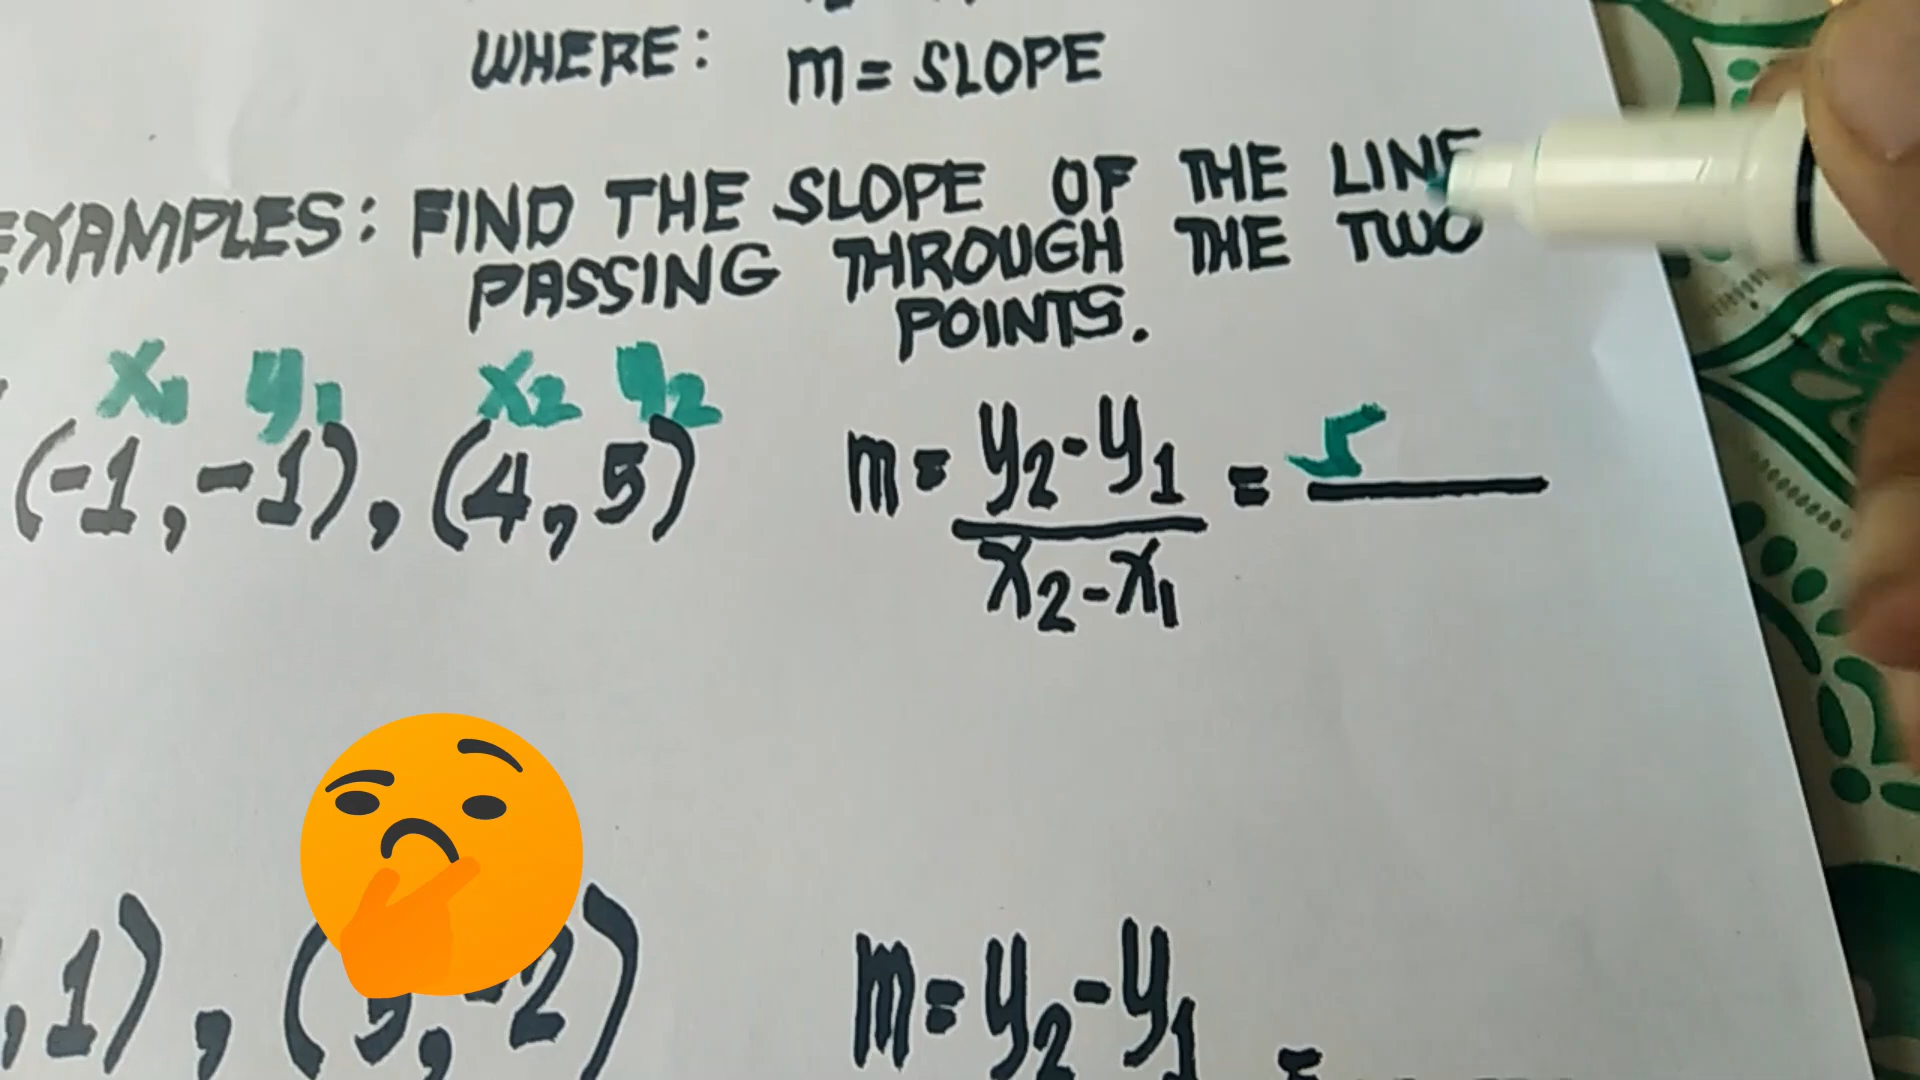 WHERE: m = SLOPE
EXAMPLES: FIND THE SLOPE OF THE LINE
PASSING THROUGH THE TWO
POINTS.
x1 y1 x2 y2
(-1,-1), (4,5) m = y2-y1 = 5
x2-x1
,1), ( ,-2) m = y2-y1 =